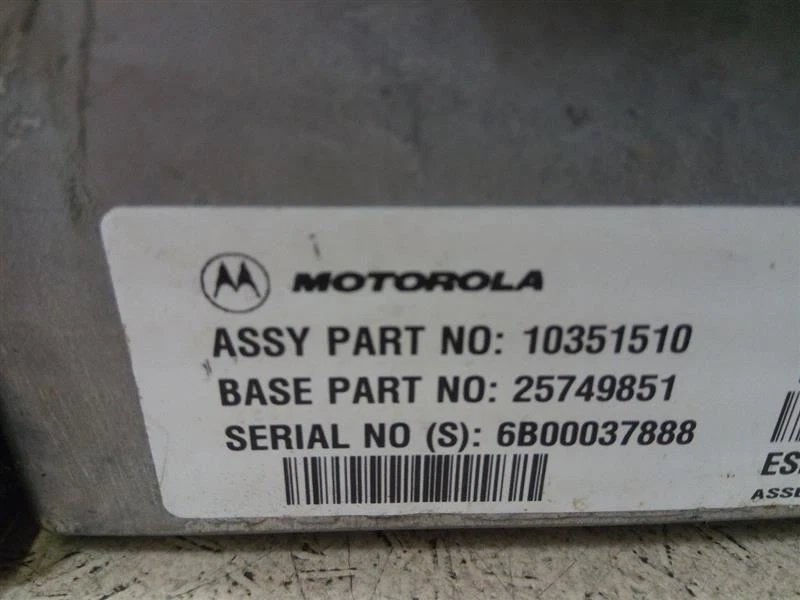 MOTOROLA
ASSY PART NO: 10351510
BASE PART NO: 25749851
SERIAL NO (S): 6B00037888